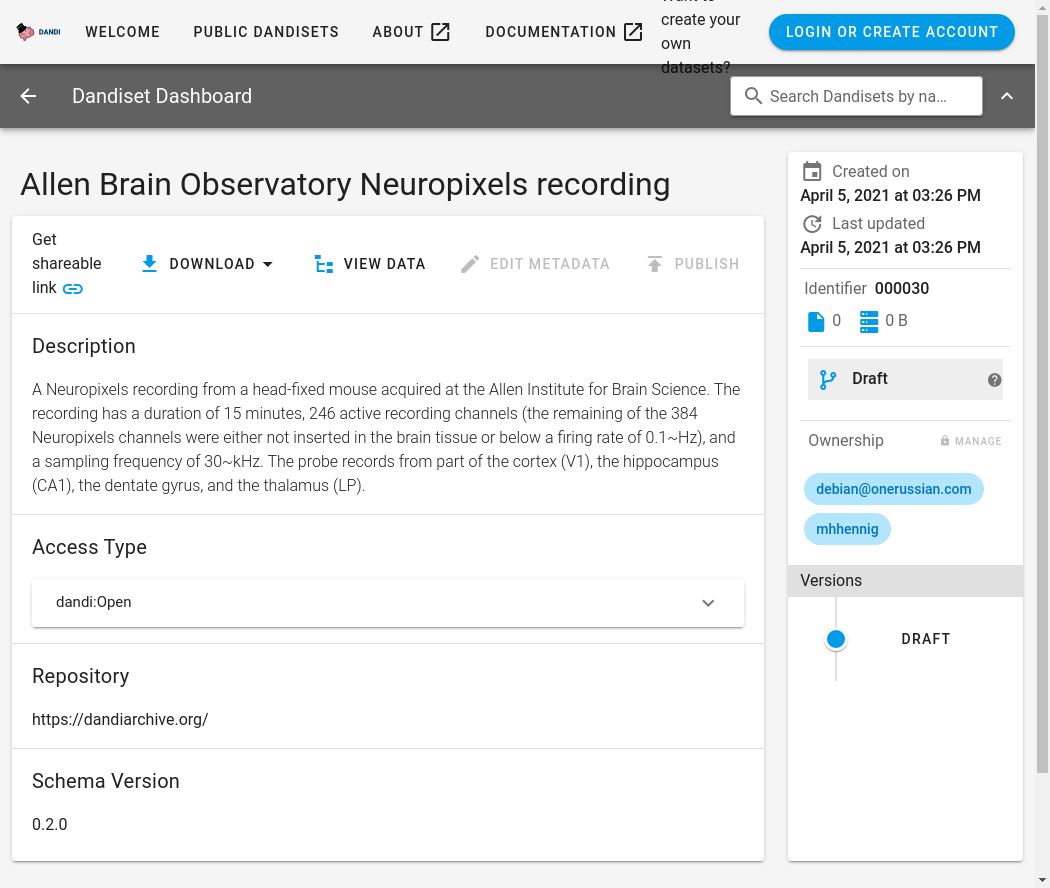 DANDI
WELCOME
PUBLIC DANDISETS
ABOUT
DOCUMENTATION
create your
own
datasets?
LOGIN OR CREATE ACCOUNT
Dandiset Dashboard
Search Dandisets by na…
Allen Brain Observatory Neuropixels recording
Get
shareable
link
DOWNLOAD
VIEW DATA
EDIT METADATA
PUBLISH
Description
A Neuropixels recording from a head-fixed mouse acquired at the Allen Institute for Brain Science. The
recording has a duration of 15 minutes, 246 active recording channels (the remaining of the 384
Neuropixels channels were either not inserted in the brain tissue or below a firing rate of 0.1~Hz), and
a sampling frequency of 30~kHz. The probe records from part of the cortex (V1), the hippocampus
(CA1), the dentate gyrus, and the thalamus (LP).
Access Type
dandi:Open
Repository
https://dandiarchive.org/
Schema Version
0.2.0
Created on
April 5, 2021 at 03:26 PM
Last updated
April 5, 2021 at 03:26 PM
Identifier 000030
0
0 B
Draft
Ownership
MANAGE
debian@onerussian.com
mhhennig
Versions
DRAFT